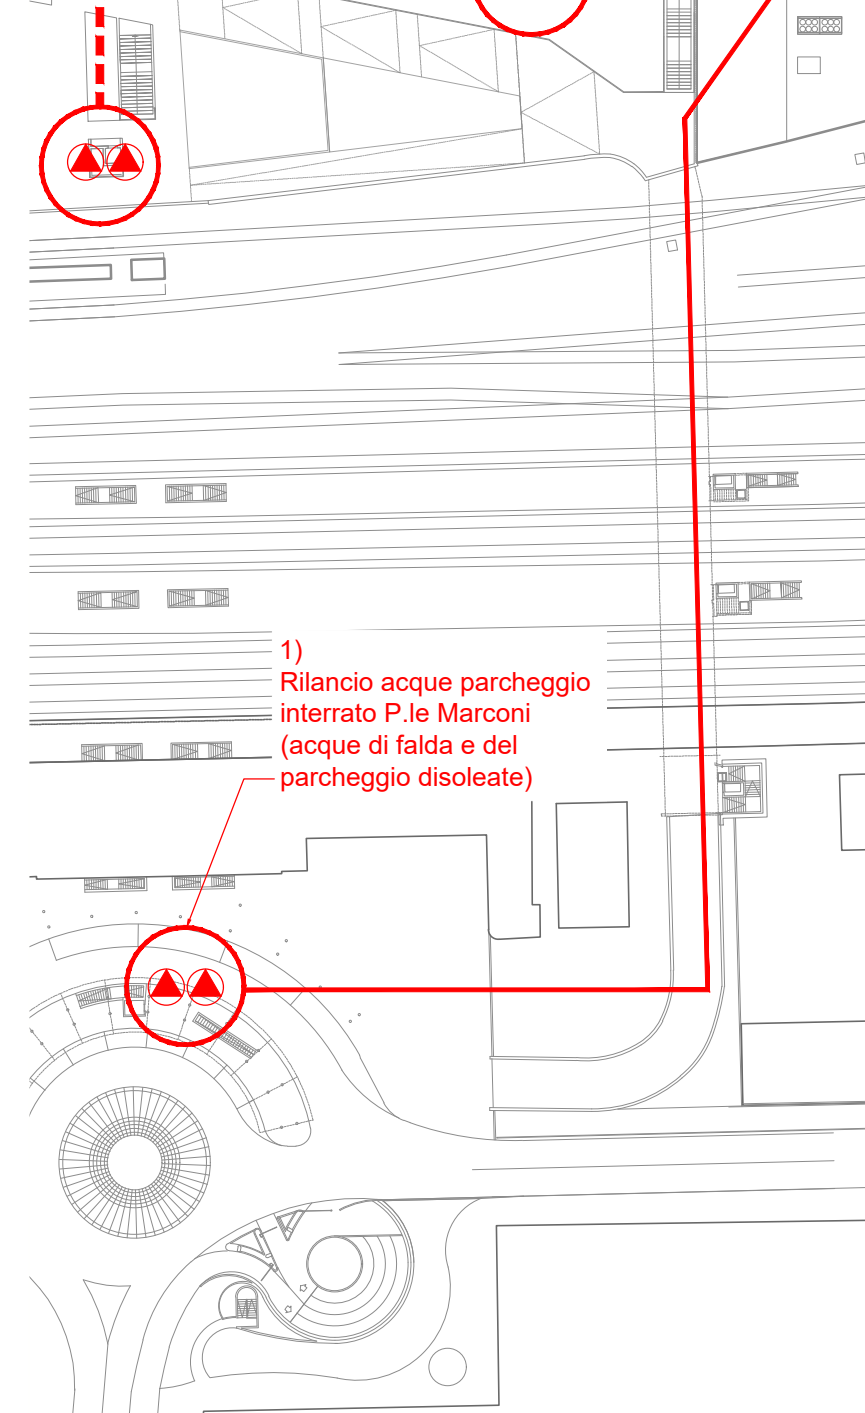 1)
Rilancio acque parcheggio
interrato P.le Marconi
(acque di falda e del
parcheggio disoleate)